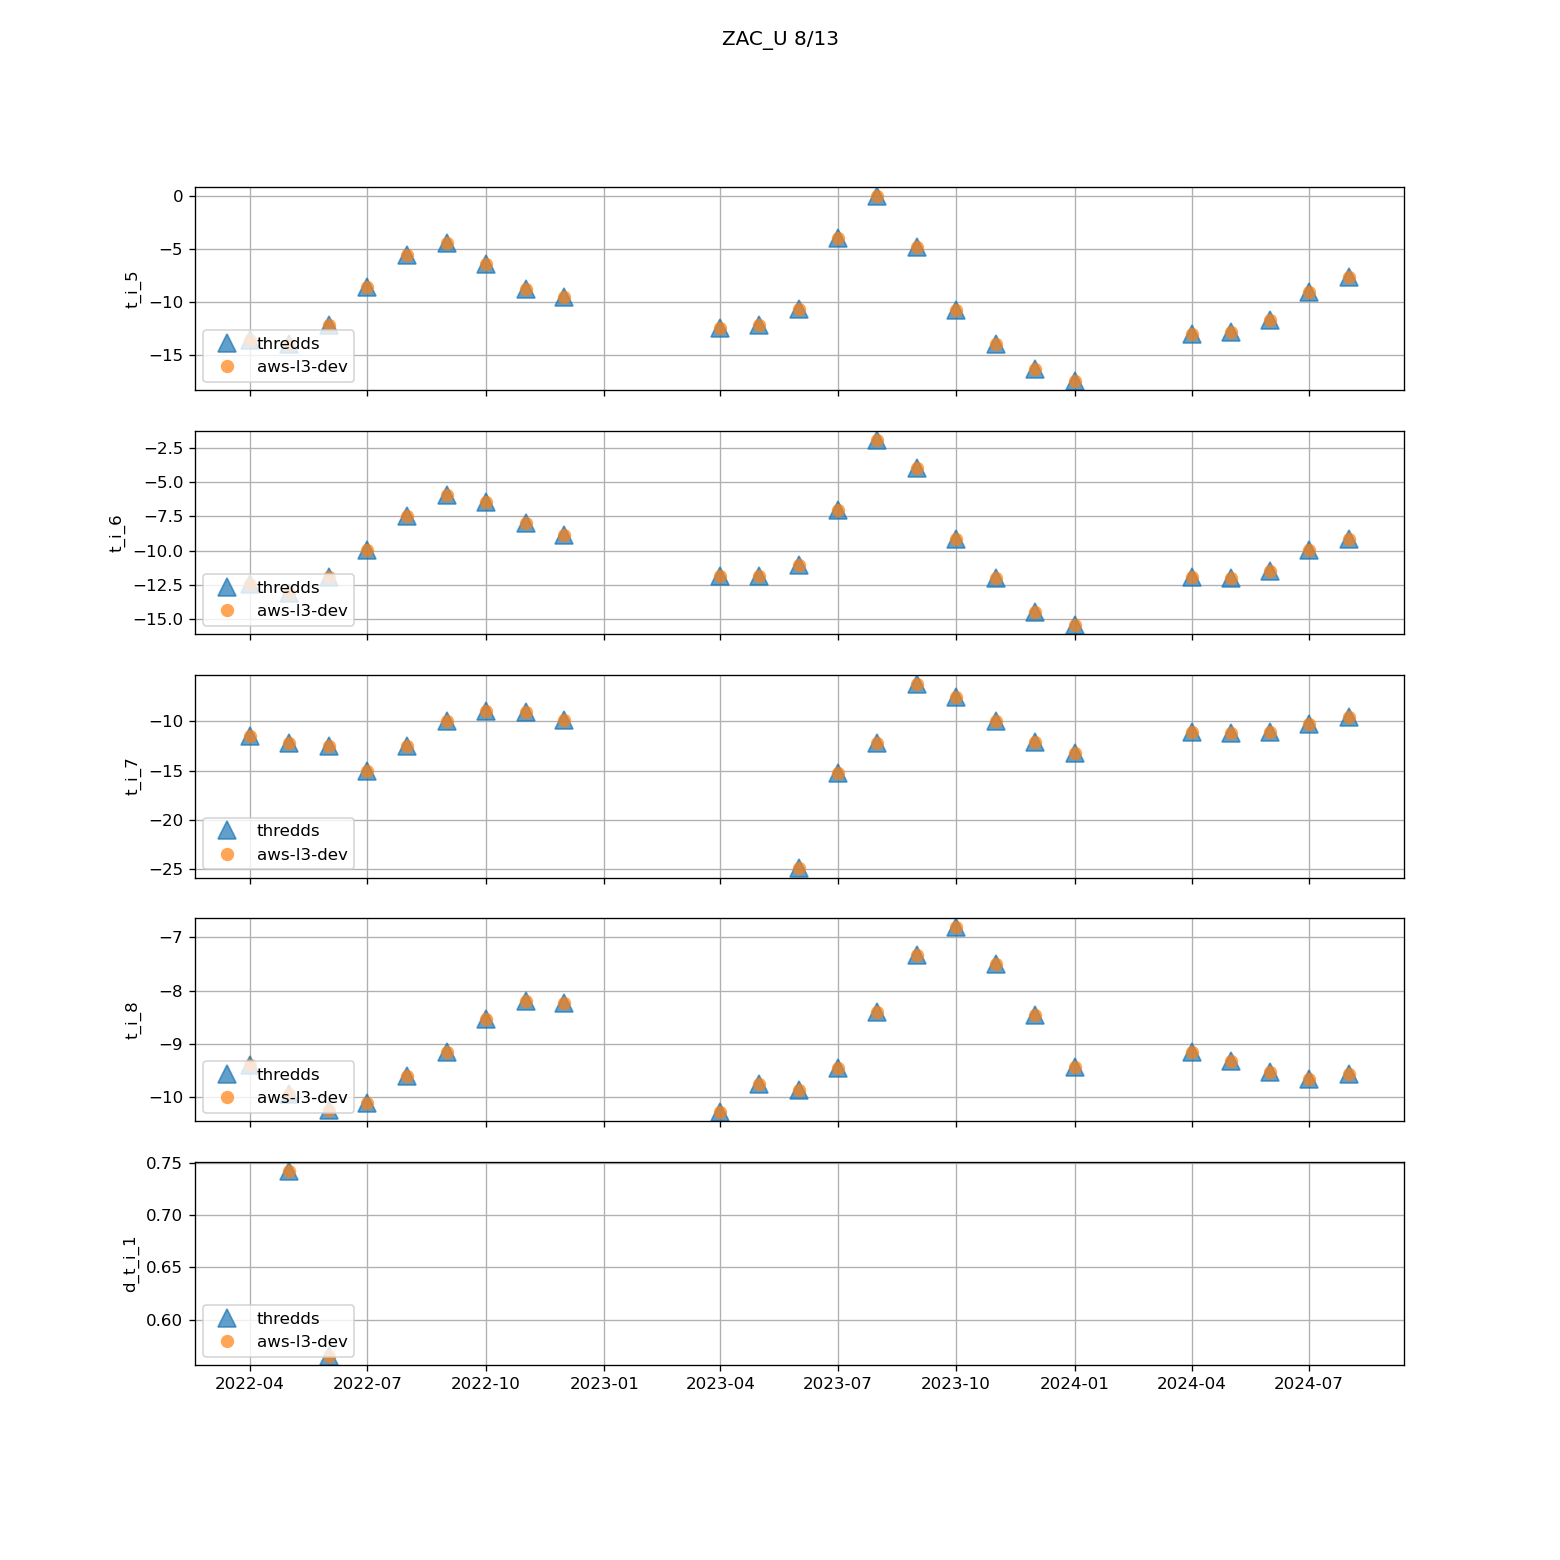 ZAC_U 8/13
0
−5
−10
−15
t_i_5
thredds
aws-l3-dev
−2.5
−5.0
−7.5
−10.0
−12.5
−15.0
t_i_6
thredds
aws-l3-dev
−10
−15
−20
−25
t_i_7
thredds
aws-l3-dev
−7
−8
−9
−10
t_i_8
thredds
aws-l3-dev
0.75
0.70
0.65
0.60
d_t_i_1
thredds
aws-l3-dev
2022-04 2022-07 2022-10 2023-01 2023-04 2023-07 2023-10 2024-01 2024-04 2024-07